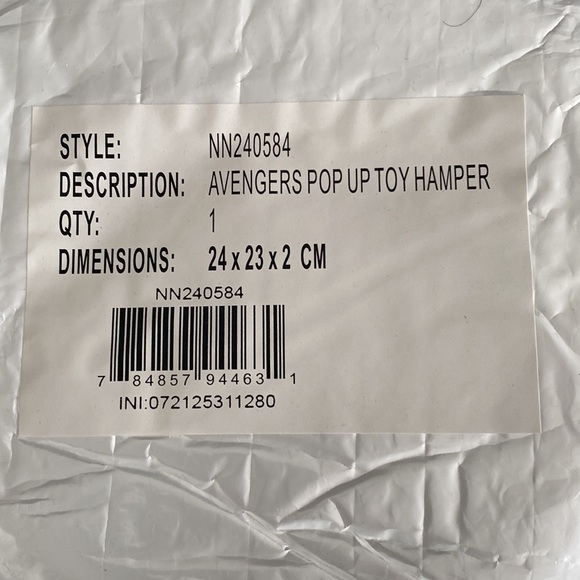 STYLE: NN240584
DESCRIPTION: AVENGERS POP UP TOY HAMPER
QTY: 1
DIMENSIONS: 24 x 23 x 2 CM
NN240584
7 84857 94463 1
INI:072125311280